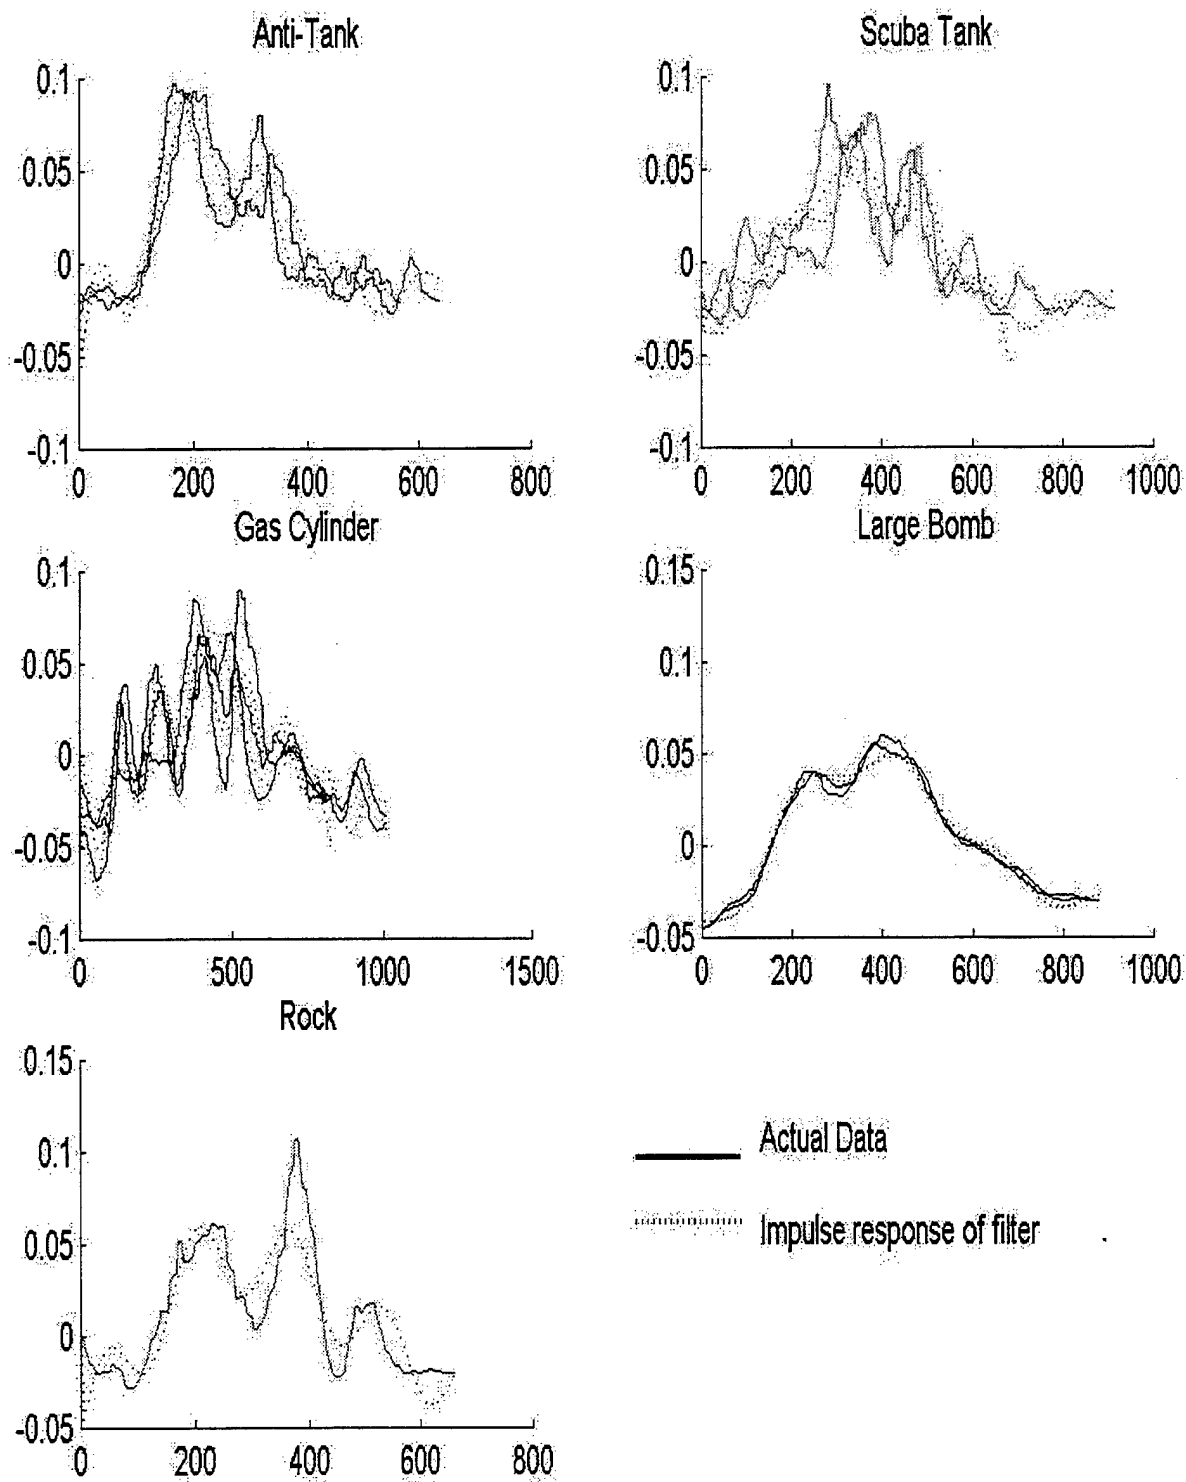 Anti-Tank
0.1
0.05
0
-0.05
-0.1
0 200 400 600 800
Scuba Tank
0.1
0.05
0
-0.05
-0.1
0 200 400 600 800 1000
Gas Cylinder
0.1
0.05
0
-0.05
-0.1
0 500 1000 1500
Large Bomb
0.15
0.1
0.05
0
-0.05
0 200 400 600 800 1000
Rock
0.15
0.1
0.05
0
-0.05
0 200 400 600 800
Actual Data
Impulse response of filter